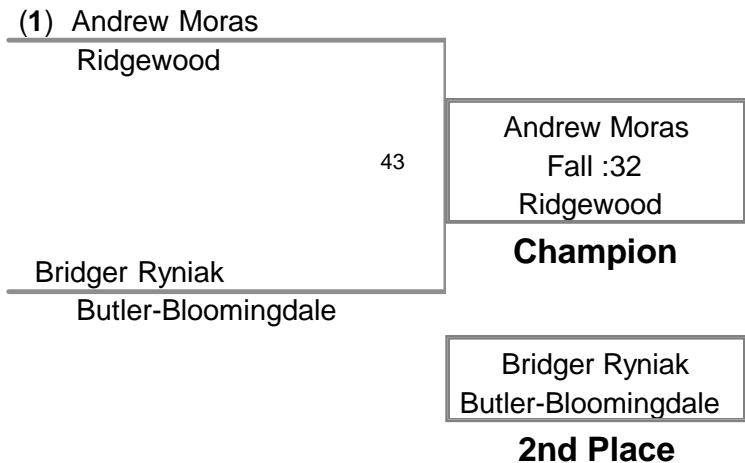 (1) Andrew Moras
Ridgewood
Andrew Moras
43
Fall :32
Ridgewood
Champion
Bridger Ryniak
Butler-Bloomingdale
Bridger Ryniak
Butler-Bloomingdale
2nd Place